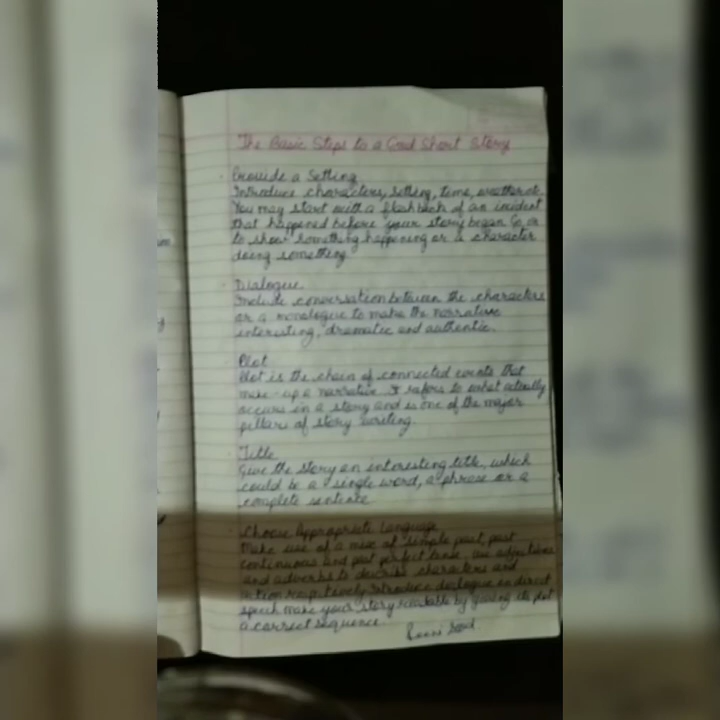 The Basic Steps to a Good Short Story
Provide a Setting
Introduce characters, setting, time, weather etc
You may start with a flashback of an incident
that happened before your story began Go on
to show something happening or a character
doing something
Dialogue
Include conversation between the characters
or a monologue to make the narrative
interesting, dramatic and authentic.
Plot
Plot is the chain of connected events that
make-up a narrative. It refers to what actually
occurs in a story and is one of the major
pillars of story writing.
Title
Give the story an interesting title, which
could be a single word, a phrase or a
complete sentence
Choose Appropriate Language
Make use of a mix of simple past, past
continuous and past perfect tense, use adjectives
and adverbs to describe characters and
action respectively. Introduce dialogue in direct
speech make your story readable by giving its plot
a correct sequence